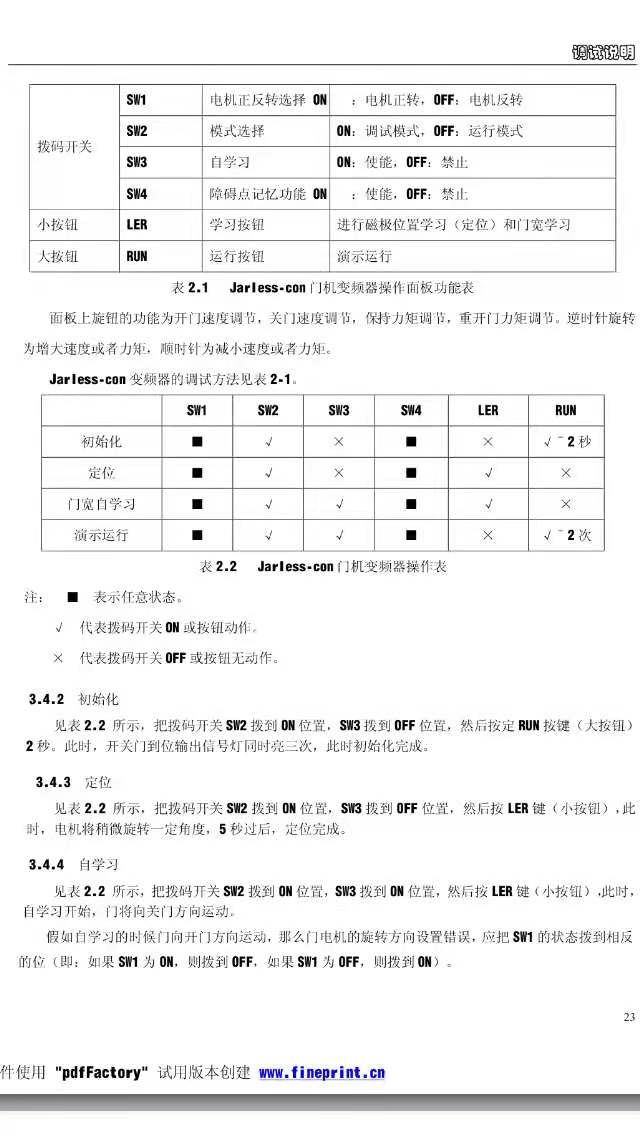 调试说明
拨码开关 SW1 电机正反转选择 ON ：电机正转，OFF：电机反转
SW2 模式选择 ON：调试模式，OFF：运行模式
SW3 自学习 ON：使能，OFF：禁止
SW4 障碍点记忆功能 ON ：使能，OFF：禁止
小按钮 LER 学习按钮 进行磁极位置学习（定位）和门宽学习
大按钮 RUN 运行按钮 演示运行
表 2.1 Jarless-con 门机变频器操作面板功能表
面板上旋钮的功能为开门速度调节，关门速度调节，保持力矩调节，重开门力矩调节。逆时针旋转
为增大速度或者力矩，顺时针为减小速度或者力矩。
Jarless-con 变频器的调试方法见表 2-1。
SW1 SW2 SW3 SW4 LER RUN
初始化 ■ √ × ■ × √ ‾ 2 秒
定位 ■ √ × ■ √ ×
门宽自学习 ■ √ √ ■ √ ×
演示运行 ■ √ √ ■ × √ ‾ 2 次
表 2.2 Jarless-con 门机变频器操作表
注： ■ 表示任意状态。
√ 代表拨码开关 ON 或按钮动作。
× 代表拨码开关 OFF 或按钮无动作。
3.4.2 初始化
见表 2.2 所示，把拨码开关 SW2 拨到 ON 位置，SW3 拨到 OFF 位置，然后按定 RUN 按键（大按钮）
2 秒。此时，开关门到位输出信号灯同时亮三次，此时初始化完成。
3.4.3 定位
见表 2.2 所示，把拨码开关 SW2 拨到 ON 位置，SW3 拨到 OFF 位置，然后按 LER 键（小按钮），此
时，电机将稍微旋转一定角度，5 秒过后，定位完成。
3.4.4 自学习
见表 2.2 所示，把拨码开关 SW2 拨到 ON 位置，SW3 拨到 ON 位置，然后按 LER 键（小按钮），此时，
自学习开始，门将向关门方向运动。
假如自学习的时候门向开门方向运动，那么门电机的旋转方向设置错误，应把 SW1 的状态拨到相反
的位（即：如果 SW1 为 ON，则拨到 OFF，如果 SW1 为 OFF，则拨到 ON）。
23
件使用 "pdfFactory" 试用版本创建 www.fineprint.cn